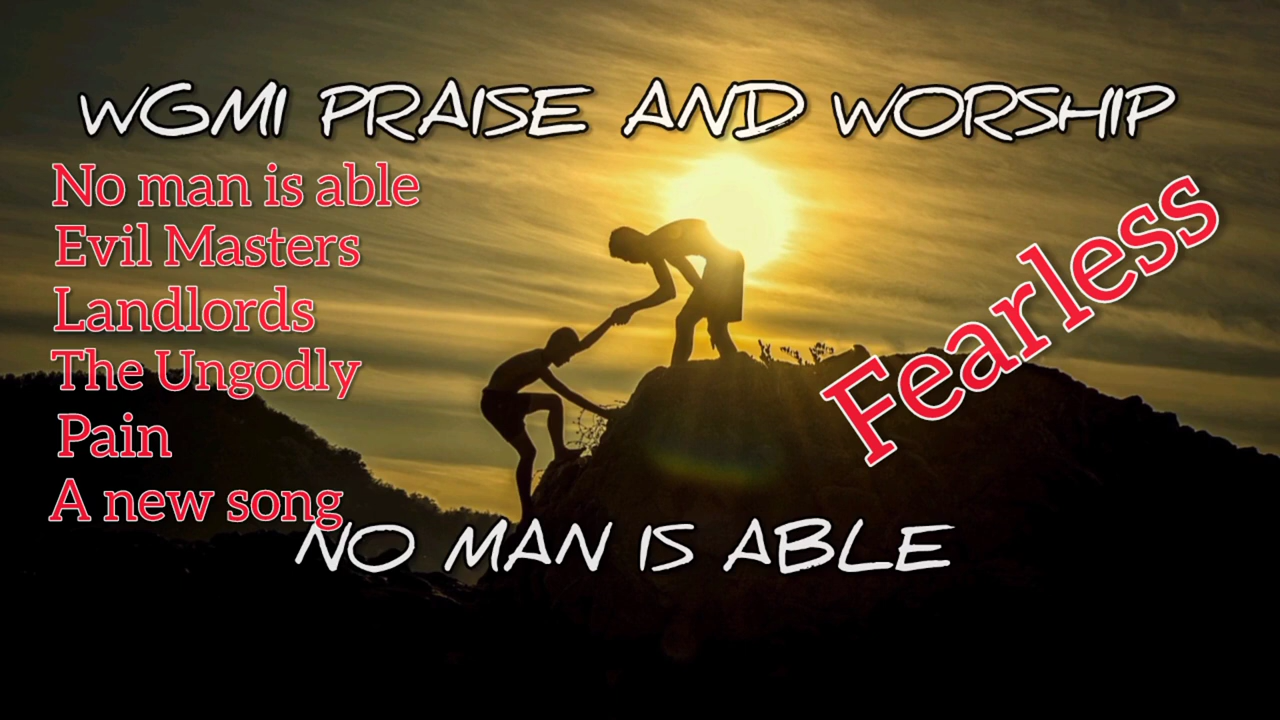 WGMI PRAISE AND WORSHIP
No man is able
Evil Masters
Landlords
The Ungodly
Pain
A new song
Fearless
NO MAN IS ABLE